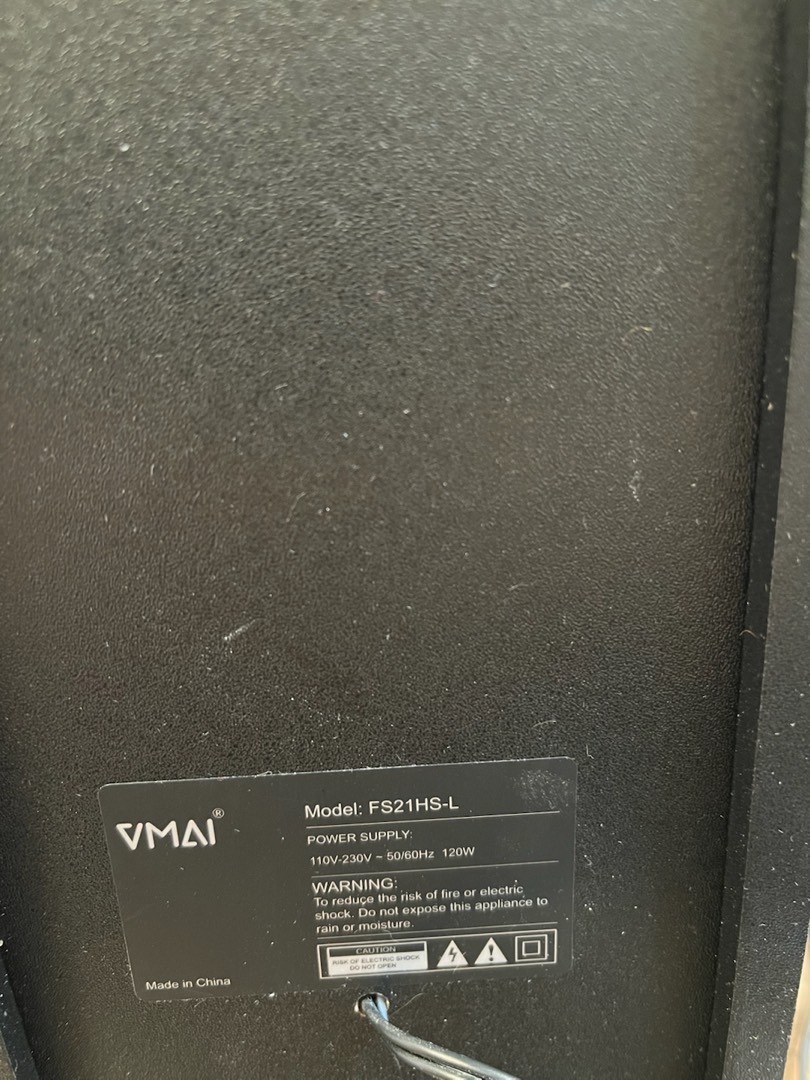 VMAI®
Model: FS21HS-L
POWER SUPPLY:
110V-230V ~ 50/60Hz 120W
WARNING:
To reduce the risk of fire or electric
shock. Do not expose this appliance to
rain or moisture.
CAUTION
RISK OF ELECTRIC SHOCK
DO NOT OPEN
Made in China